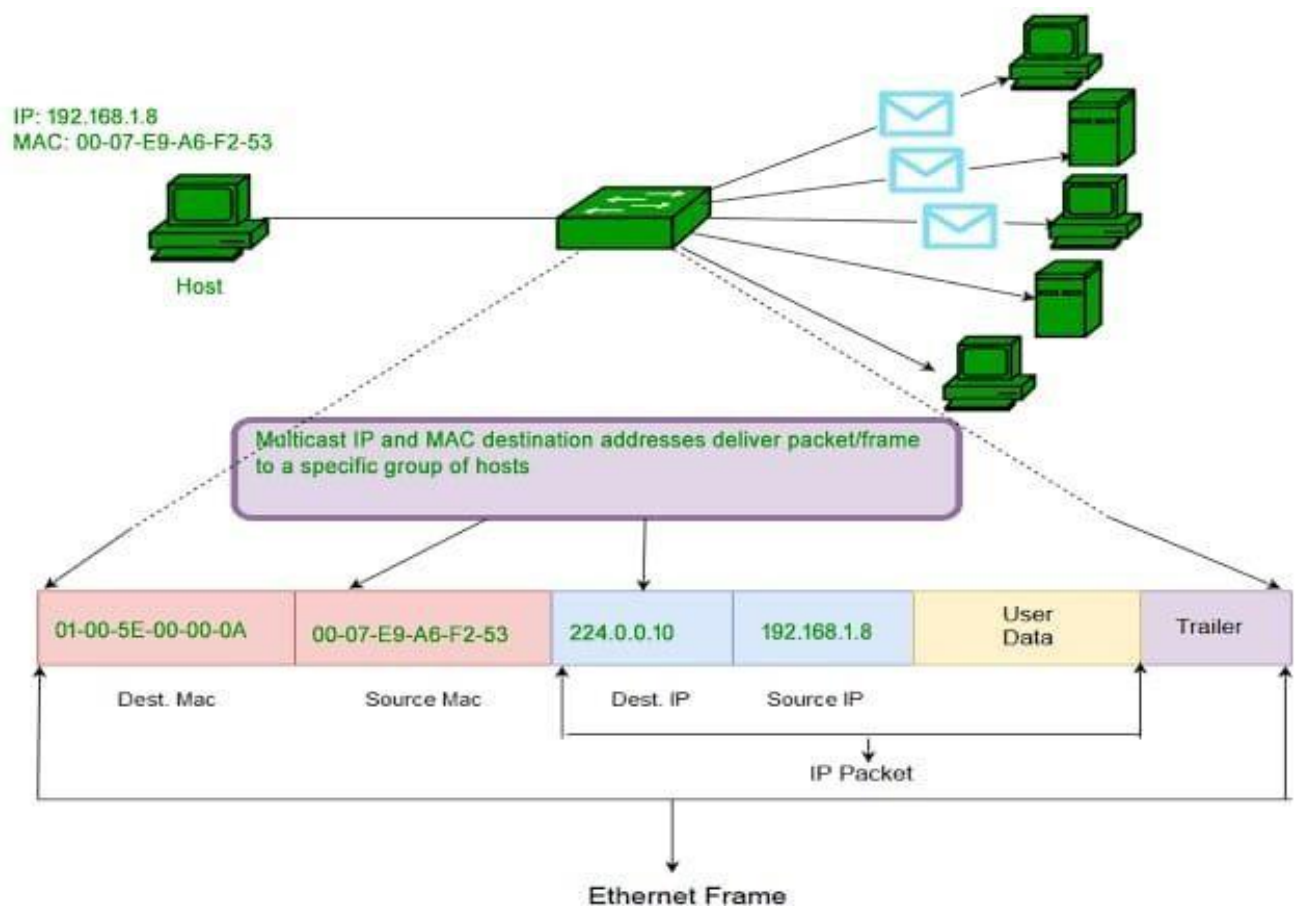 IP: 192.168.1.8
MAC: 00-07-E9-A6-F2-53
Host
Multicast IP and MAC destination addresses deliver packet/frame
to a specific group of hosts
01-00-5E-00-00-0A
00-07-E9-A6-F2-53
224.0.0.10
192.168.1.8
User
Data
Trailer
Dest. Mac
Source Mac
Dest. IP
Source IP
IP Packet
Ethernet Frame